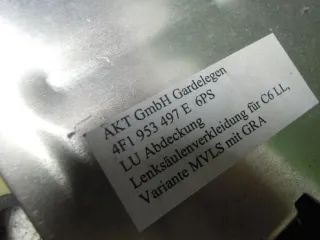 AKT GmbH Gardelegen
4F1 953 497 E 6PS
LU Abdeckung
Lenksäulenverkleidung für C6 LL,
Variante MVLS mit GRA